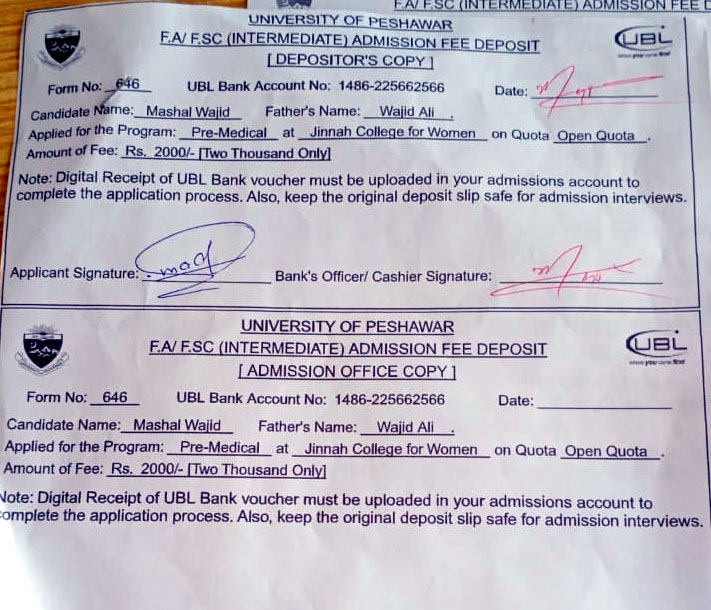 F.A/ F.SC (INTERMEDIATE) ADMISSION FEE D
UNIVERSITY OF PESHAWAR
F.A/ F.SC (INTERMEDIATE) ADMISSION FEE DEPOSIT
[ DEPOSITOR'S COPY ]
UBL
where you come first
Form No: 646 UBL Bank Account No: 1486-225662566 Date:
Candidate Name: Mashal Wajid Father's Name: Wajid Ali .
Applied for the Program: Pre-Medical at Jinnah College for Women on Quota Open Quota .
Amount of Fee: Rs. 2000/- [Two Thousand Only]
Note: Digital Receipt of UBL Bank voucher must be uploaded in your admissions account to
complete the application process. Also, keep the original deposit slip safe for admission interviews.
Applicant Signature: Bank's Officer/ Cashier Signature:
UNIVERSITY OF PESHAWAR
F.A/ F.SC (INTERMEDIATE) ADMISSION FEE DEPOSIT
[ ADMISSION OFFICE COPY ]
UBL
where you come first
Form No: 646 UBL Bank Account No: 1486-225662566 Date:
Candidate Name: Mashal Wajid Father's Name: Wajid Ali .
Applied for the Program: Pre-Medical at Jinnah College for Women on Quota Open Quota .
Amount of Fee: Rs. 2000/- [Two Thousand Only]
Note: Digital Receipt of UBL Bank voucher must be uploaded in your admissions account to
omplete the application process. Also, keep the original deposit slip safe for admission interviews.